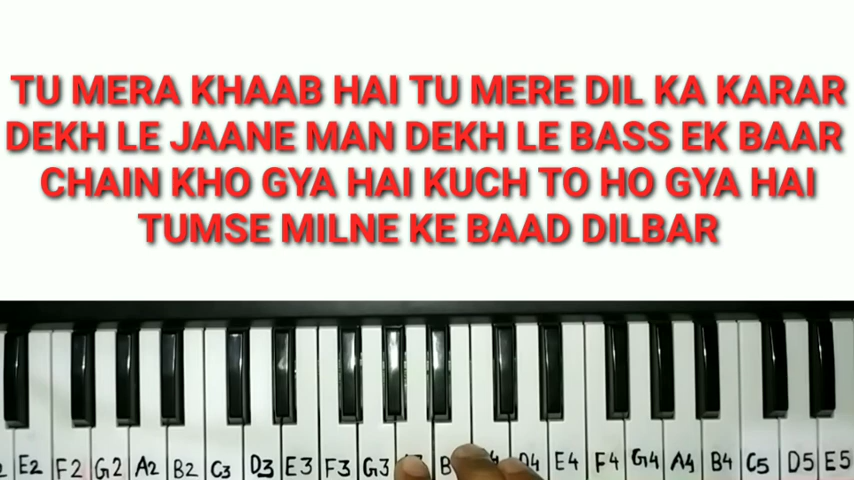 TU MERA KHAAB HAI TU MERE DIL KA KARAR
DEKH LE JAANE MAN DEKH LE BASS EK BAAR
CHAIN KHO GYA HAI KUCH TO HO GYA HAI
TUMSE MILNE KE BAAD DILBAR
E2 F2 G2 A2 B2 C3 D3 E3 F3 G3 D4 E4 F4 G4 A4 B4 C5 D5 E5